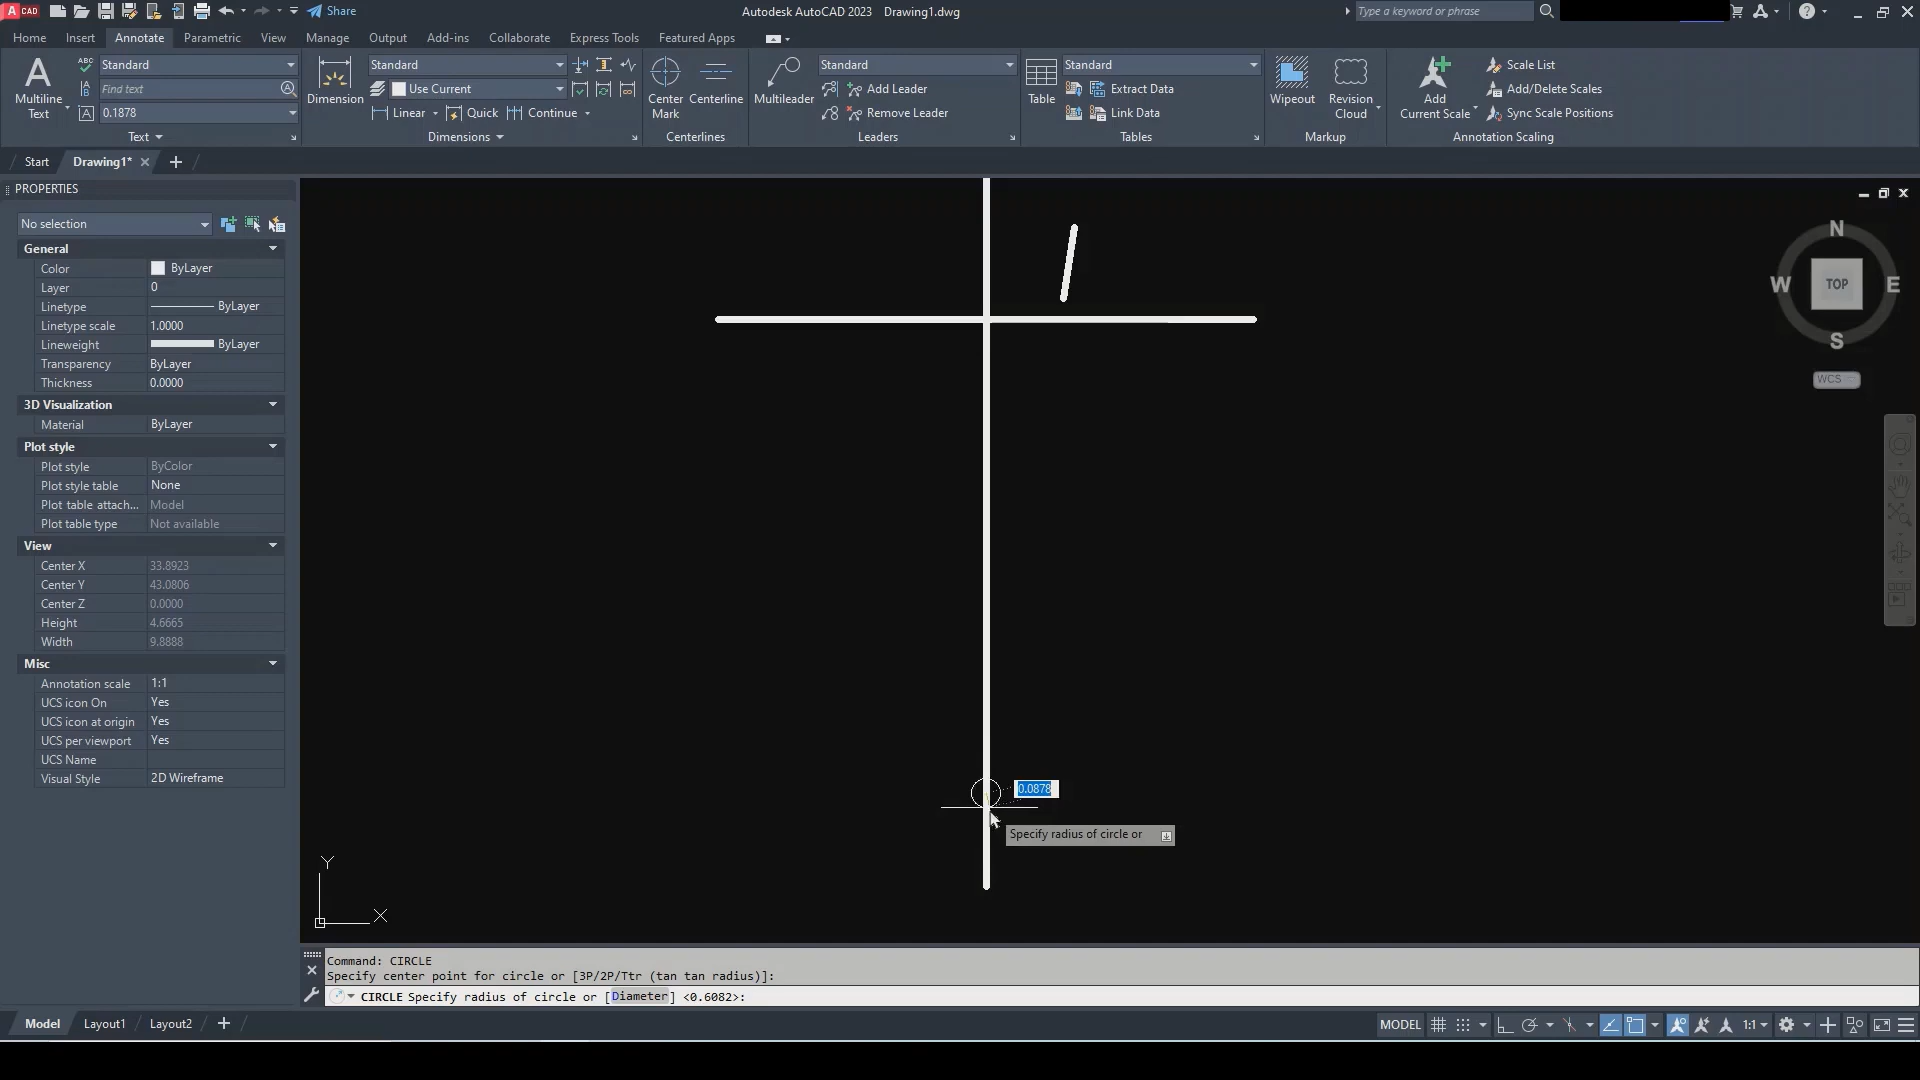 A CAD
Share
Autodesk AutoCAD 2023 Drawing1.dwg
Type a keyword or phrase
Home Insert Annotate Parametric View Manage Output Add-ins Collaborate Express Tools Featured Apps
A
Multiline
Text
ABC
Standard
Find text
0.1878
Text
Dimension
Standard
Use Current
Linear Quick Continue
Dimensions
Center
Mark
Centerline
Centerlines
Multileader
Standard
Add Leader
Remove Leader
Leaders
Table
Standard
Extract Data
Link Data
Tables
Wipeout
Revision
Cloud
Markup
Add
Current Scale
Scale List
Add/Delete Scales
Sync Scale Positions
Annotation Scaling
Start Drawing1*
PROPERTIES
No selection
General
Color ByLayer
Layer 0
Linetype ByLayer
Linetype scale 1.0000
Lineweight ByLayer
Transparency ByLayer
Thickness 0.0000
3D Visualization
Material ByLayer
Plot style
Plot style ByColor
Plot style table None
Plot table attach... Model
Plot table type Not available
View
Center X 33.8923
Center Y 43.0806
Center Z 0.0000
Height 4.6665
Width 9.8888
Misc
Annotation scale 1:1
UCS icon On Yes
UCS icon at origin Yes
UCS per viewport Yes
UCS Name
Visual Style 2D Wireframe
N
W TOP E
S
WCS
0.0878
Specify radius of circle or
Y
X
Command: CIRCLE
Specify center point for circle or [3P/2P/Ttr (tan tan radius)]:
CIRCLE Specify radius of circle or [Diameter] <0.6082>:
Model Layout1 Layout2
MODEL 1:1